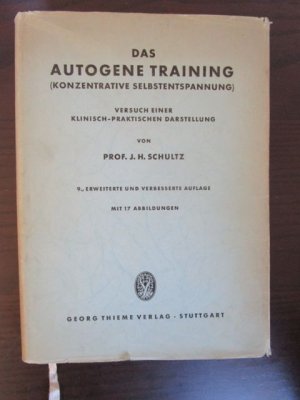 DAS
AUTOGENE TRAINING
(KONZENTRATIVE SELBSTENTSPANNUNG)
VERSUCH EINER
KLINISCH-PRAKTISCHEN DARSTELLUNG
VON
PROF. J. H. SCHULTZ
9., ERWEITERTE UND VERBESSERTE AUFLAGE
MIT 17 ABBILDUNGEN
GEORG THIEME VERLAG · STUTTGART